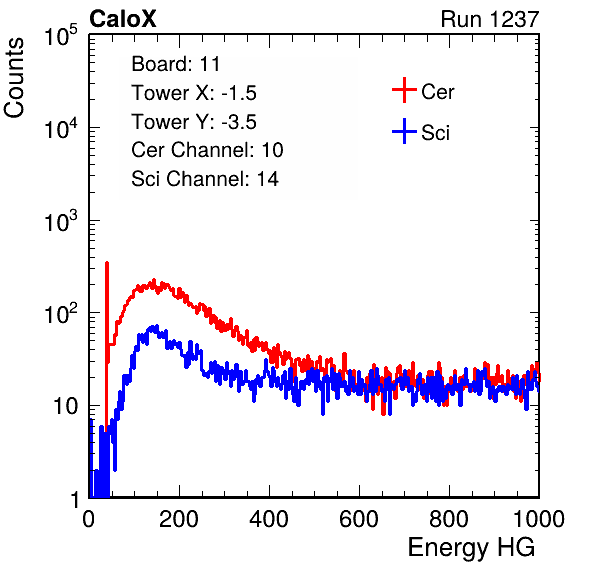 CaloX Run 1237
Counts
10^5
10^4
10^3
10^2
10
1
Board: 11
Tower X: -1.5
Tower Y: -3.5
Cer Channel: 10
Sci Channel: 14
Cer
Sci
0 200 400 600 800 1000
Energy HG